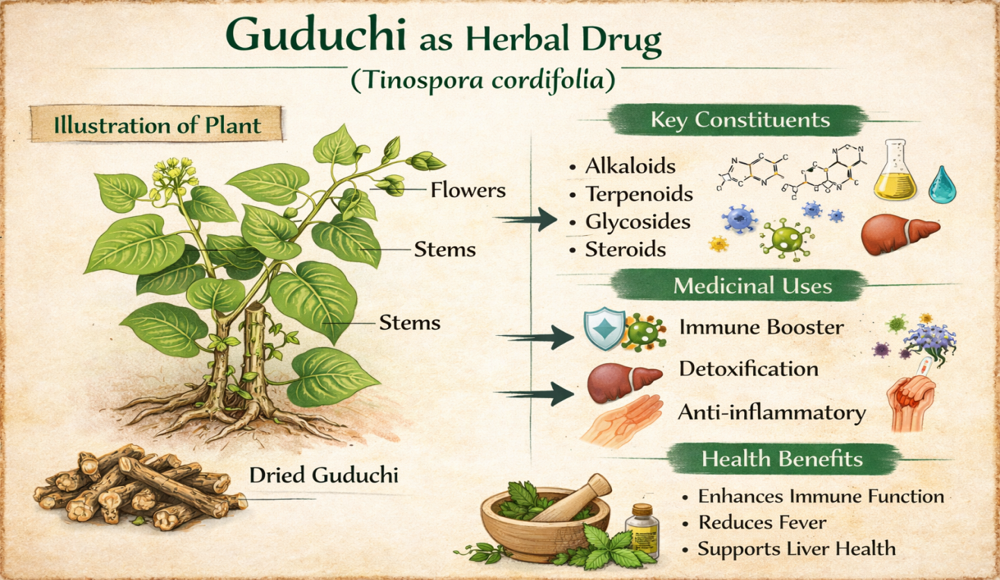 Guduchi as Herbal Drug
(Tinospora cordifolia)
Illustration of Plant
Flowers
Stems
Stems
Dried Guduchi
Key Constituents
• Alkaloids
• Terpenoids
• Glycosides
• Steroids
Medicinal Uses
Immune Booster
Detoxification
Anti-inflammatory
Health Benefits
• Enhances Immune Function
• Reduces Fever
• Supports Liver Health